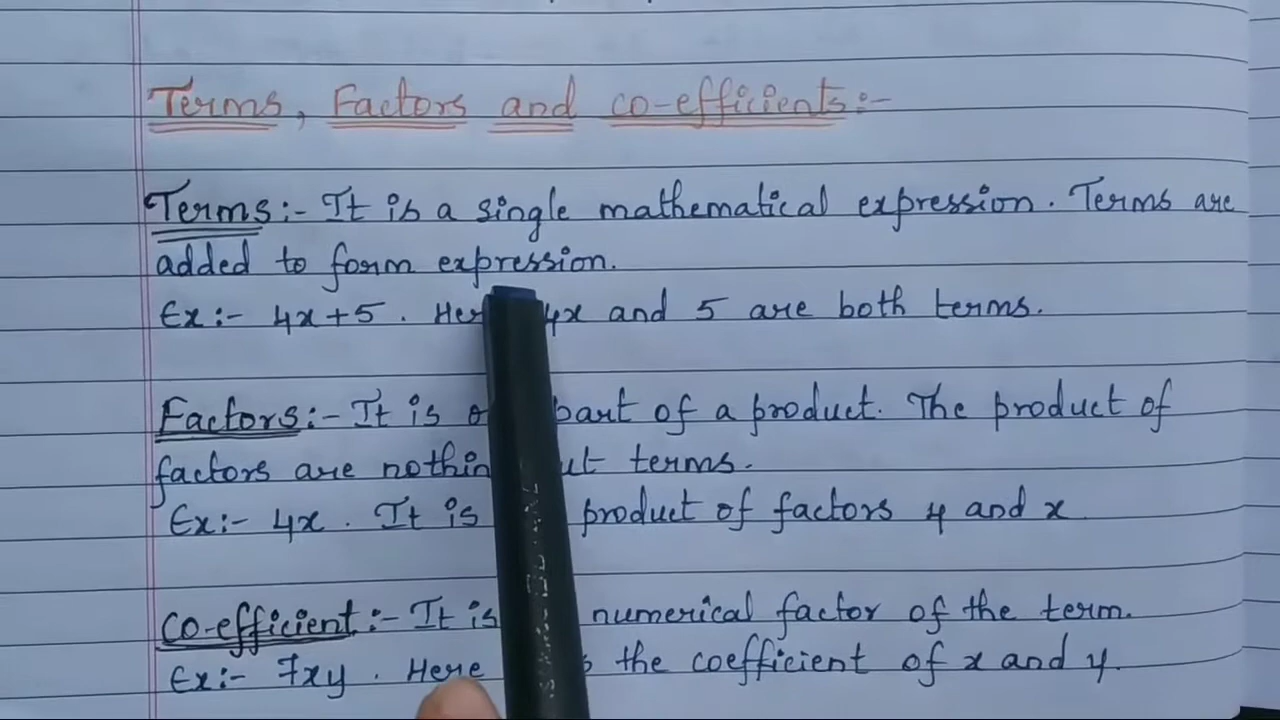 Terms, Factors and co-efficients:-
Terms:- It is a single mathematical expression. Terms are
added to form expression.
Ex:- 4x+5. 4x and 5 are both terms.
Factors:- It is part of a product. The product of
factors are terms.
Ex:- 4x. It is product of factors 4 and x
co-efficient:- It is numerical factor of the term.
Ex:- 7xy. Here the coefficient of x and y.